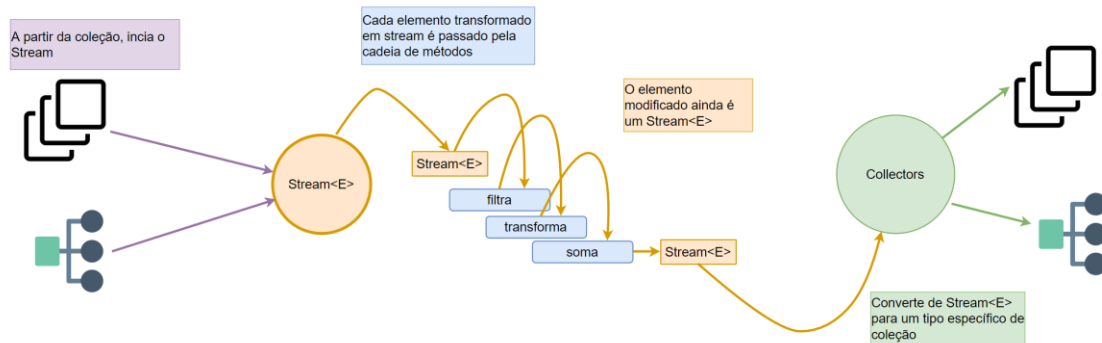 A partir da coleção, incia o
Stream
Cada elemento transformado
em stream é passado pela
cadeia de métodos
O elemento
modificado ainda é
um Stream<E>
Stream<E>
Stream<E>
filtra
transforma
soma
Stream<E>
Collectors
Converte de Stream<E>
para um tipo específico de
coleção